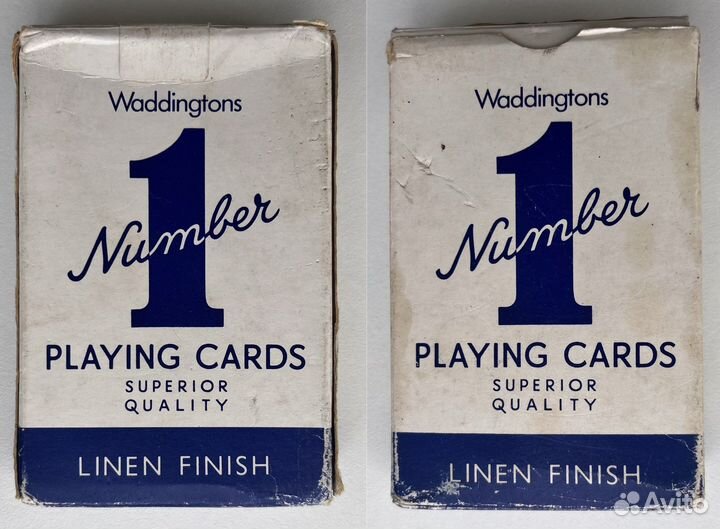 Waddingtons
1
Number
PLAYING CARDS
SUPERIOR
QUALITY
LINEN FINISH
Waddingtons
1
Number
PLAYING CARDS
SUPERIOR
QUALITY
LINEN FINISH
Avito